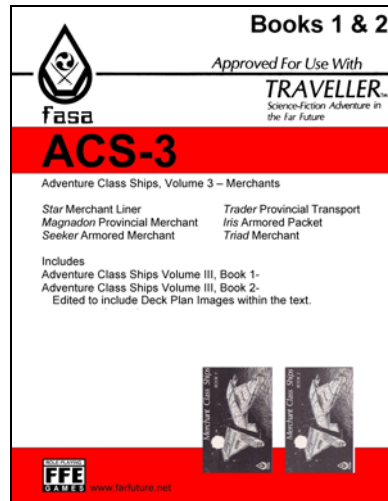 Books 1 & 2
Approved For Use With
TRAVELLER
Science-Fiction Adventure in
the Far Future
fasa
ACS-3
Adventure Class Ships, Volume 3 – Merchants
Star Merchant Liner
Trader Provincial Transport
Magnadon Provincial Merchant
Iris Armored Packet
Seeker Armored Merchant
Triad Merchant
Includes
Adventure Class Ships Volume III, Book 1-
Adventure Class Ships Volume III, Book 2-
Edited to include Deck Plan Images within the text.
Merchant Class Ships
Merchant Class Ships
FFE
GAMES
www.farfuture.net